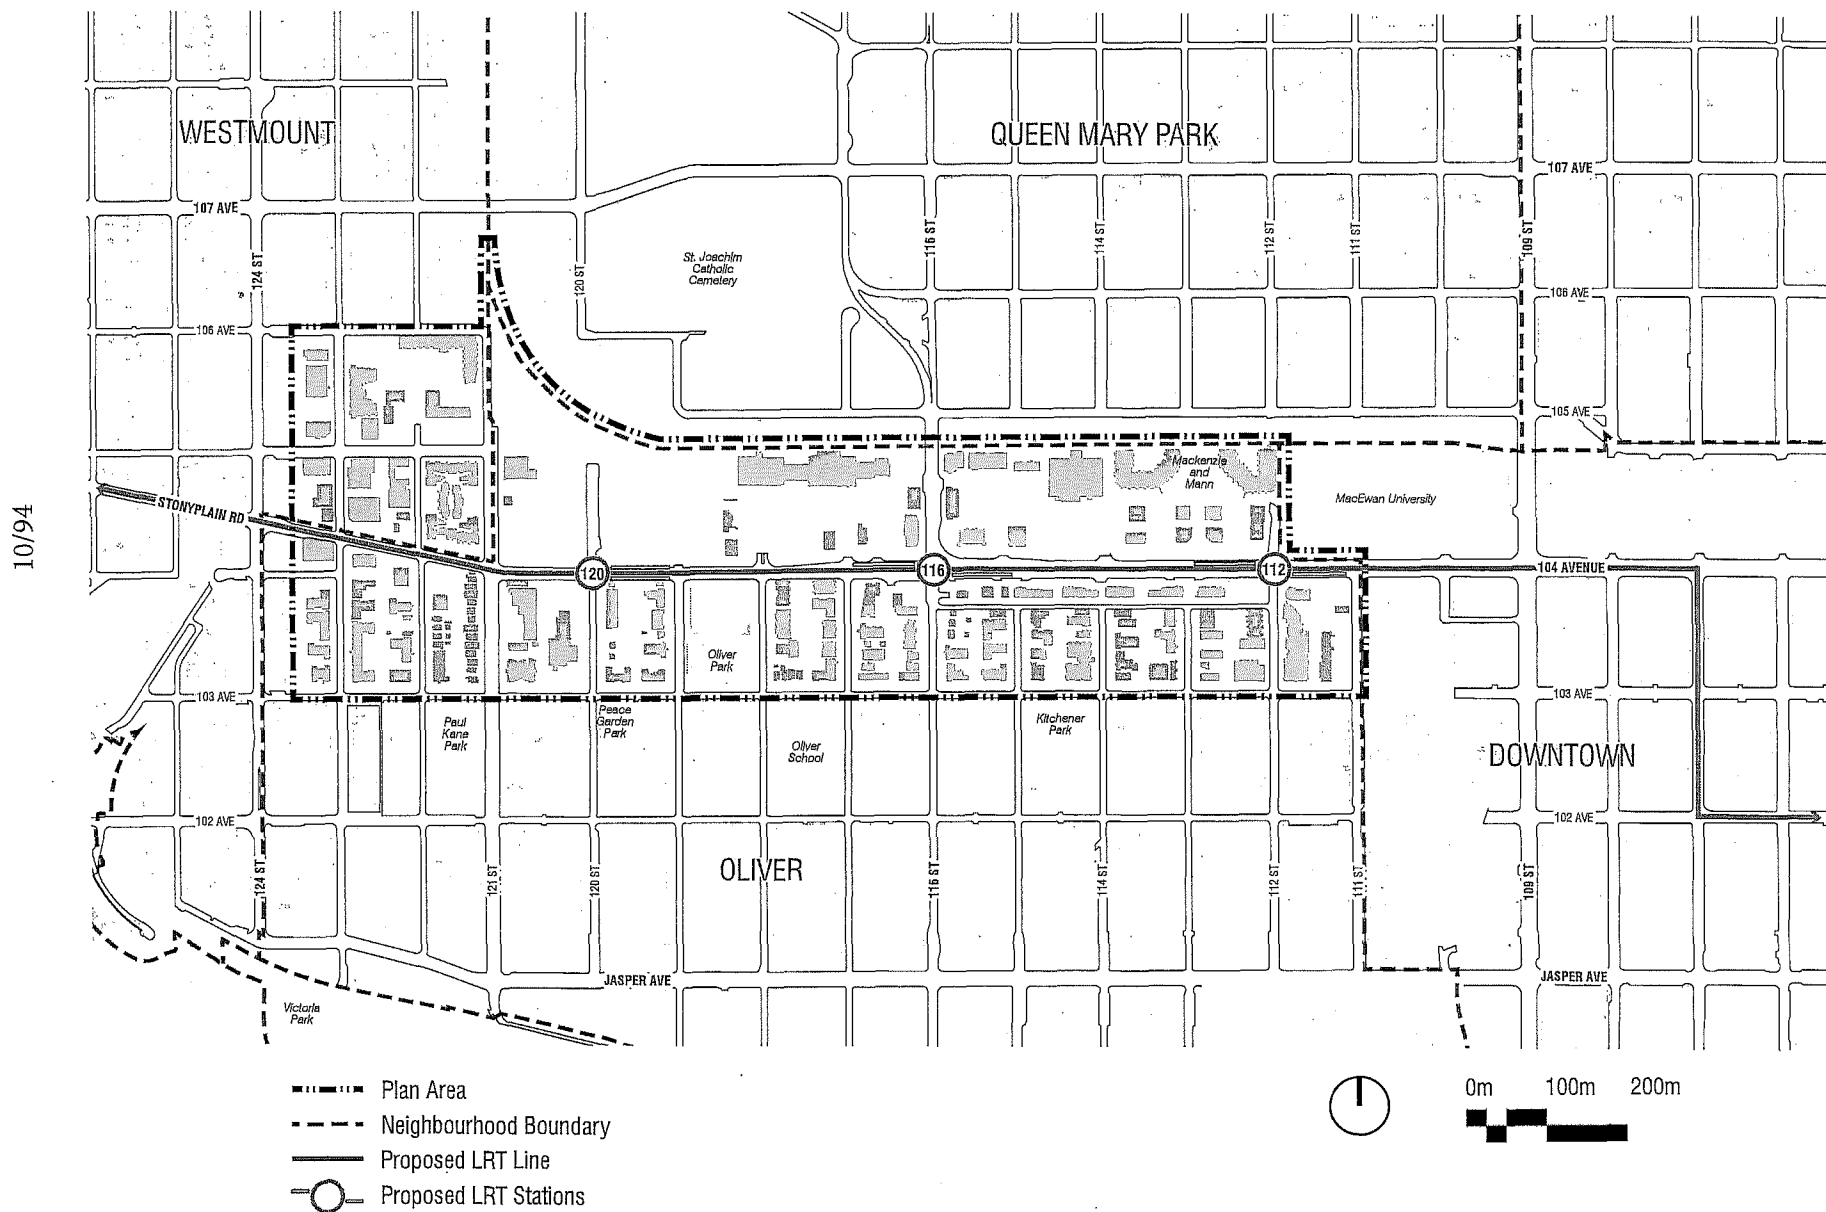 10/94
WESTMOUNT
QUEEN MARY PARK
107 AVE
107 AVE
124 ST
120 ST
St. Joachim
Catholic
Cemetery
116 ST
114 ST
112 ST
111 ST
109 ST
106 AVE
106 AVE
105 AVE
STONYPLAIN RD
Mackenzie
and
Mann
MacEwan University
120
116
112
104 AVENUE
Oliver
Park
103 AVE
103 AVE
Paul
Kane
Park
Peace
Garden
Park
Oliver
School
Kitchener
Park
DOWNTOWN
102 AVE
102 AVE
OLIVER
124 ST
121 ST
120 ST
116 ST
114 ST
112 ST
111 ST
109 ST
JASPER AVE
JASPER AVE
Victoria
Park
Plan Area
Neighbourhood Boundary
Proposed LRT Line
Proposed LRT Stations
0m 100m 200m